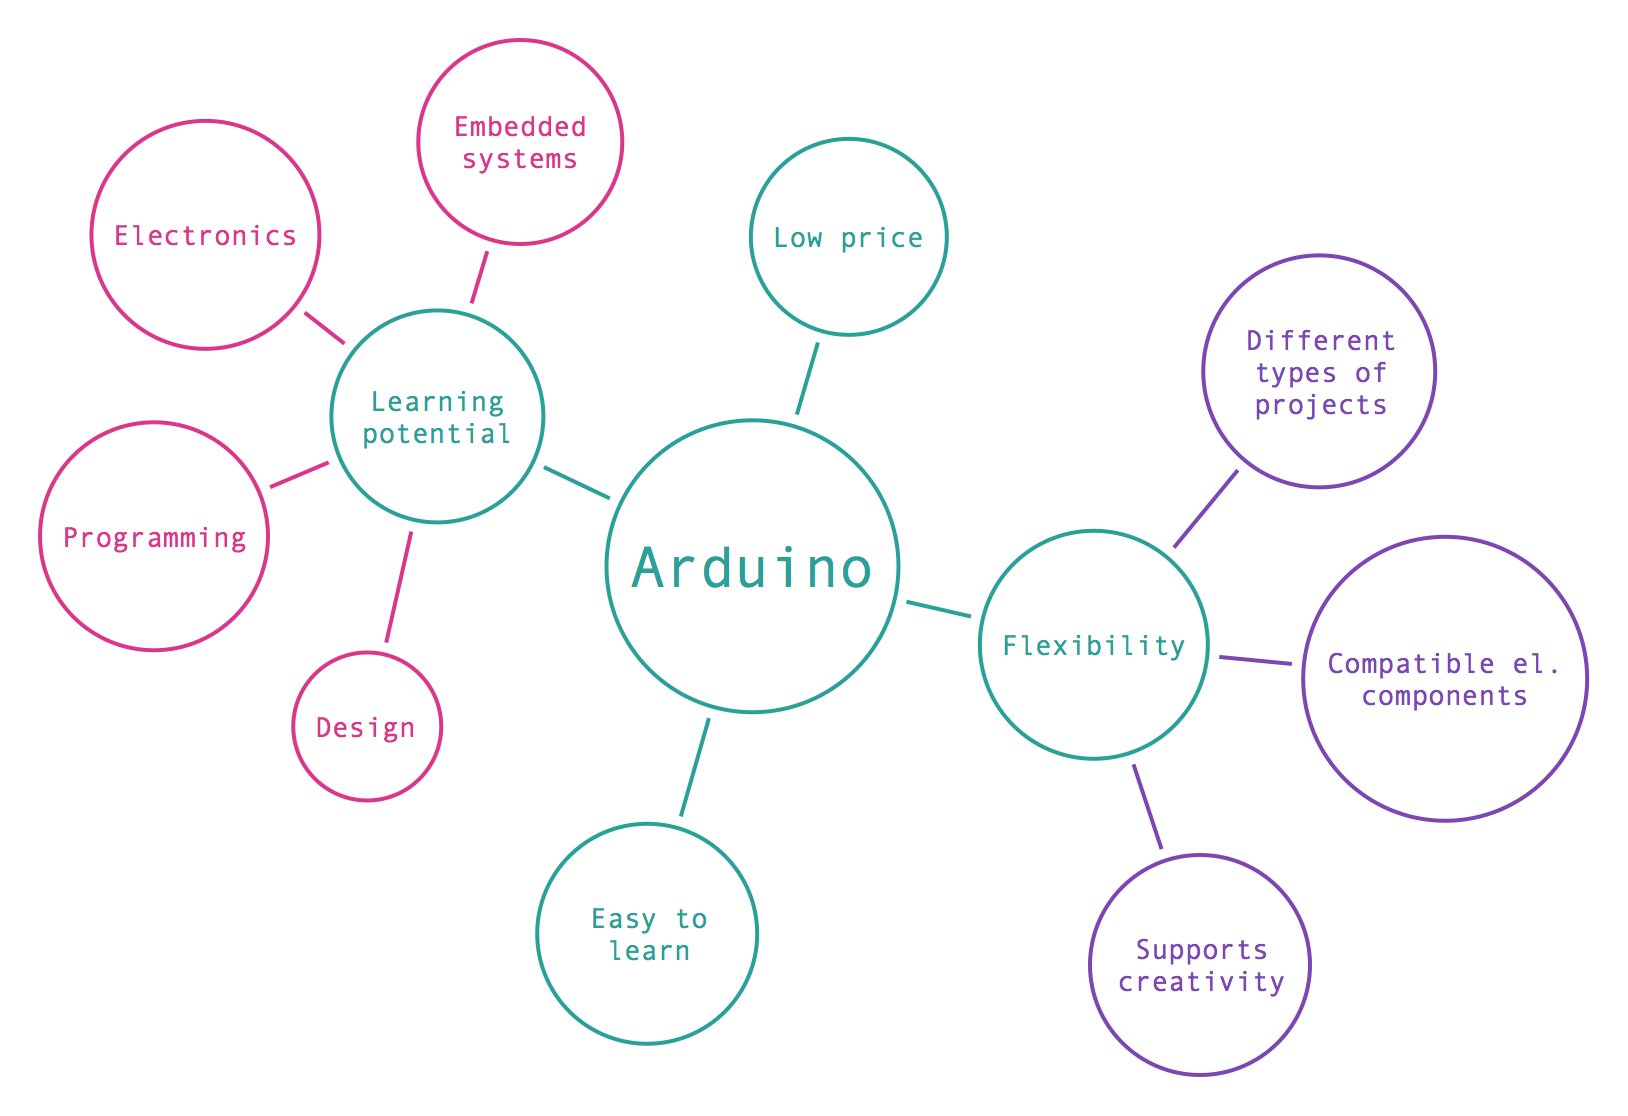 Embedded
systems
Electronics
Low price
Learning
potential
Different
types of
projects
Programming
Arduino
Flexibility
Compatible el.
components
Design
Easy to
learn
Supports
creativity